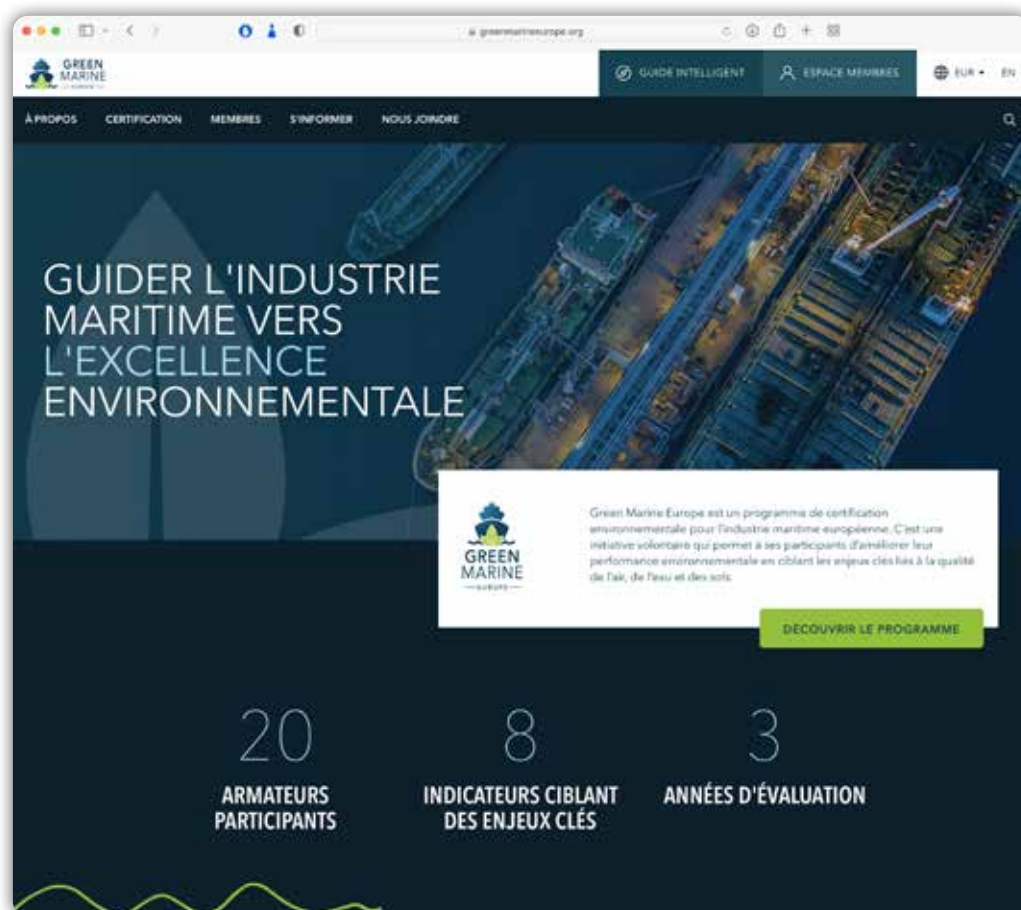 greenmarineeurope.org
GREEN
MARINE
EUROPE
GUIDE INTELLIGENT
ESPACE MEMBRES
EUR
EN
À PROPOS
CERTIFICATION
MEMBRES
S'INFORMER
NOUS JOINDRE
GUIDER L'INDUSTRIE
MARITIME VERS
L'EXCELLENCE
ENVIRONNEMENTALE
GREEN
MARINE
EUROPE
Green Marine Europe est un programme de certification
environnementale pour l'industrie maritime européenne. C'est une
initiative volontaire qui permet à ses participants d'améliorer leur
performance environnementale en ciblant les enjeux clés liés à la qualité
de l'air, de l'eau et des sols.
DÉCOUVRIR LE PROGRAMME
20
ARMATEURS
PARTICIPANTS
8
INDICATEURS CIBLANT
DES ENJEUX CLÉS
3
ANNÉES D'ÉVALUATION